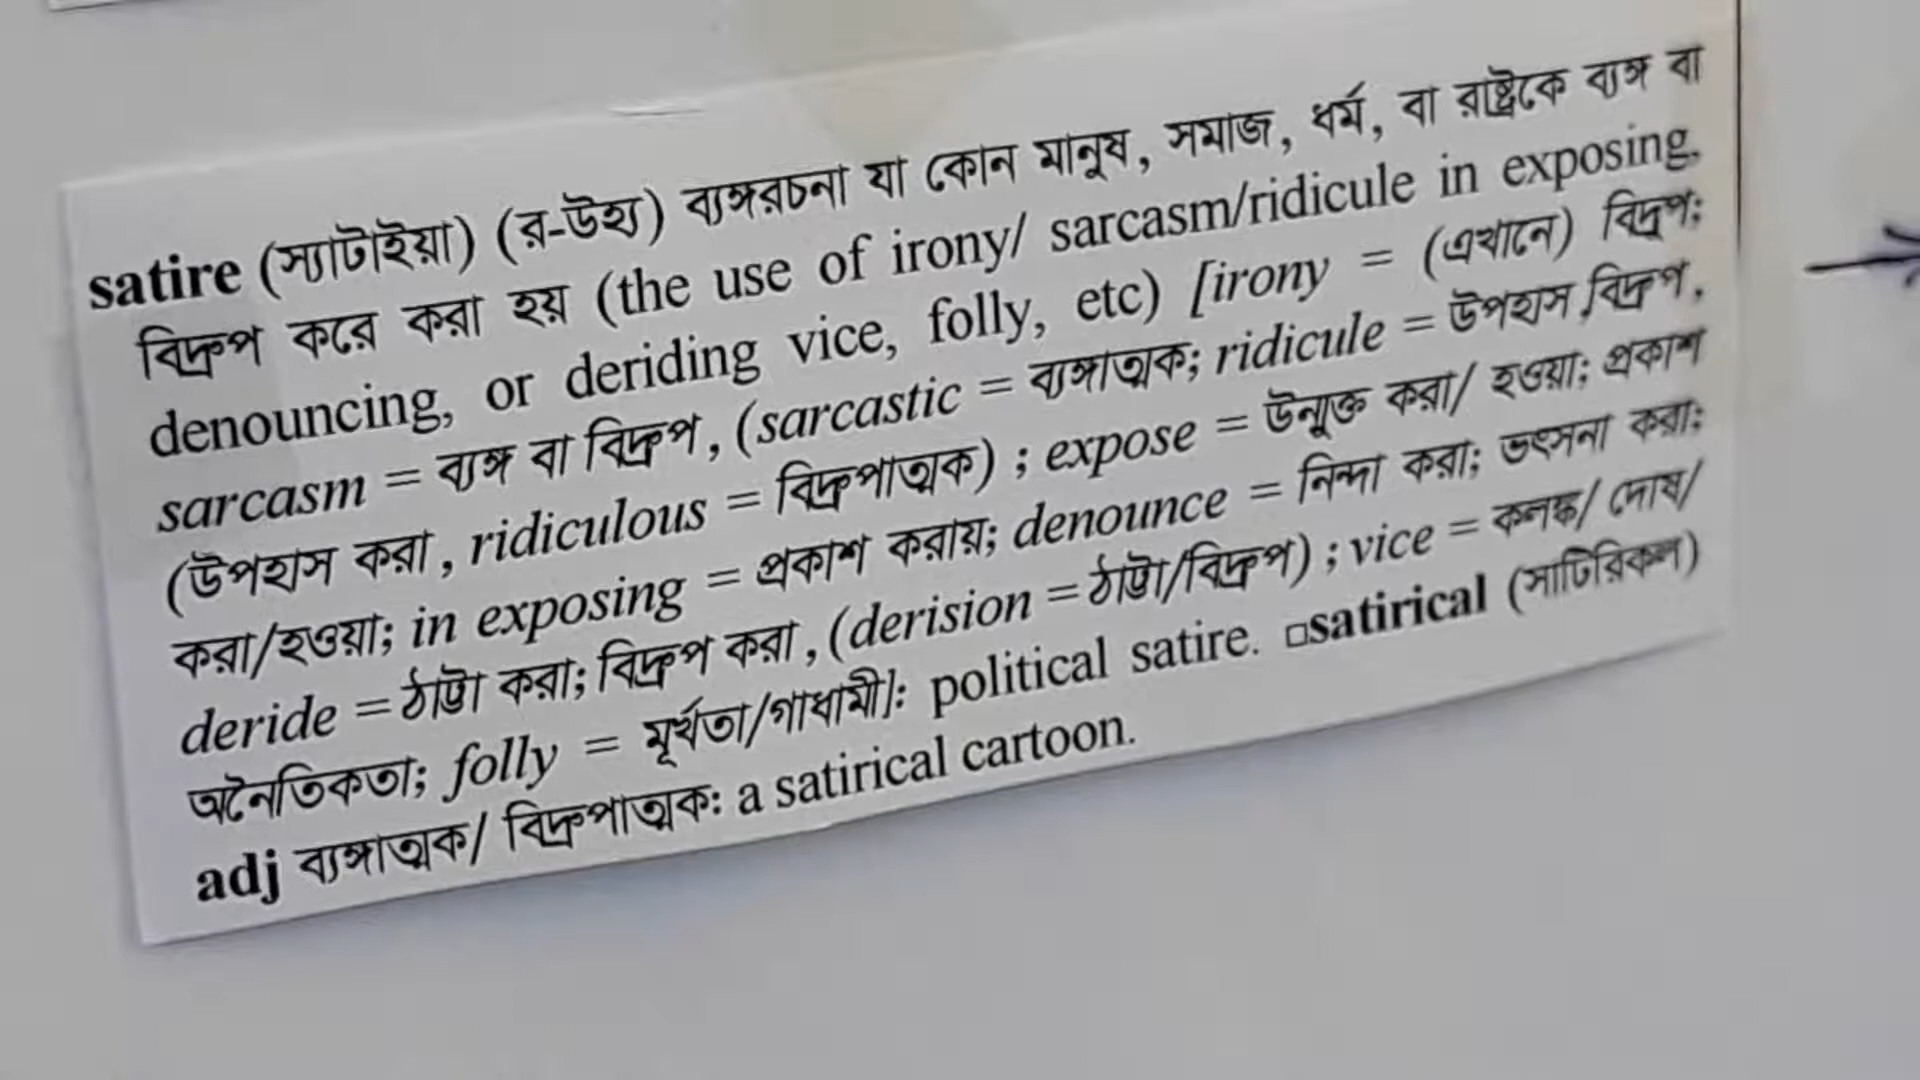 satire (স্যাটাইয়া) (র-উহ্য) ব্যঙ্গরচনা যা কোন মানুষ, সমাজ, ধর্ম, বা রাষ্ট্রকে ব্যঙ্গ বা
বিদ্রুপ করে করা হয় (the use of irony/ sarcasm/ridicule in exposing,
denouncing, or deriding vice, folly, etc) [irony = (এখানে) বিদ্রূপ;
sarcasm = ব্যঙ্গ বা বিদ্রুপ, (sarcastic = ব্যঙ্গাত্মক; ridicule = উপহাস, বিদ্রুপ,
(উপহাস করা, ridiculous = বিদ্রুপাত্মক) ; expose = উন্মুক্ত করা/ হওয়া; প্রকাশ
করা/হওয়া; in exposing = প্রকাশ করায়; denounce = নিন্দা করা; ভৎসনা করা;
deride = ঠাট্টা করা; বিদ্রুপ করা, (derision = ঠাট্টা/বিদ্রুপ) ; vice = কলঙ্ক/ দোষ/
অনৈতিকতা; folly = মূর্খতা/গাধামী]: political satire. □satirical (সাটিরিকল)
adj ব্যঙ্গাত্মক/ বিদ্রুপাত্মক: a satirical cartoon.